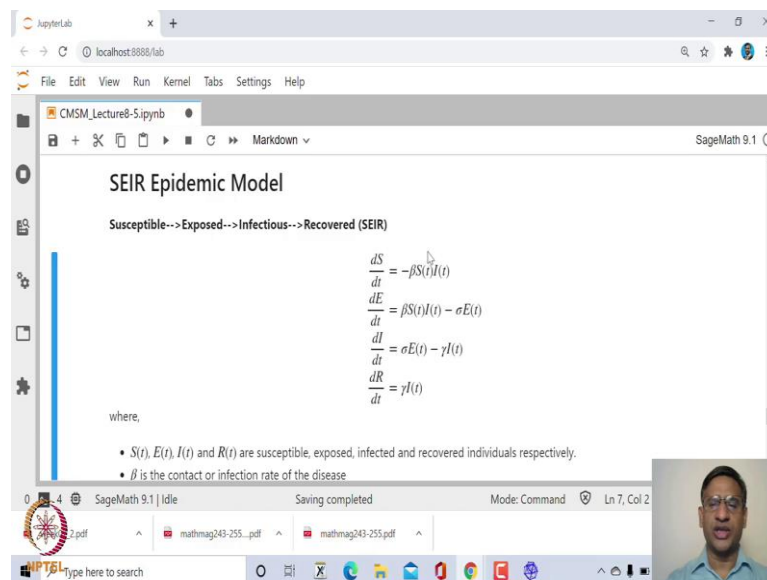 JupyterLab
localhost:8888/lab
File Edit View Run Kernel Tabs Settings Help
CMSM_Lecture8-5.ipynb
Markdown
SageMath 9.1
SEIR Epidemic Model
Susceptible-->Exposed-->Infectious-->Recovered (SEIR)
dS/dt = −βS(t)I(t)
dE/dt = βS(t)I(t) − σE(t)
dI/dt = σE(t) − γI(t)
dR/dt = γI(t)
where,
• S(t), E(t), I(t) and R(t) are susceptible, exposed, infected and recovered individuals respectively.
• β is the contact or infection rate of the disease
0 4 SageMath 9.1 | Idle Saving completed Mode: Command Ln 7, Col 2
2.pdf mathmag243-255....pdf mathmag243-255.pdf
NPTEL Type here to search